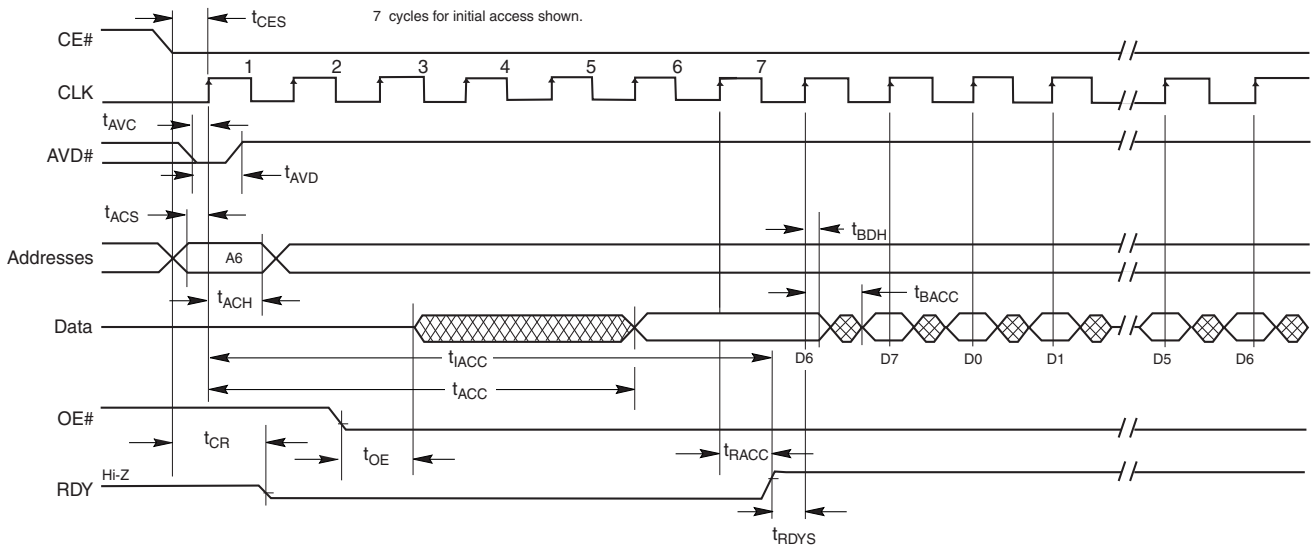 7 cycles for initial access shown.
tCES
CE#
1 2 3 4 5 6 7
CLK
tAVC
AVD#
tAVD
tACS
tBDH
Addresses
A6
tACH
tBACC
Data
D6 D7 D0 D1 D5 D6
tIACC
tACC
OE#
tCR
tOE
tRACC
Hi-Z
RDY
tRDYS